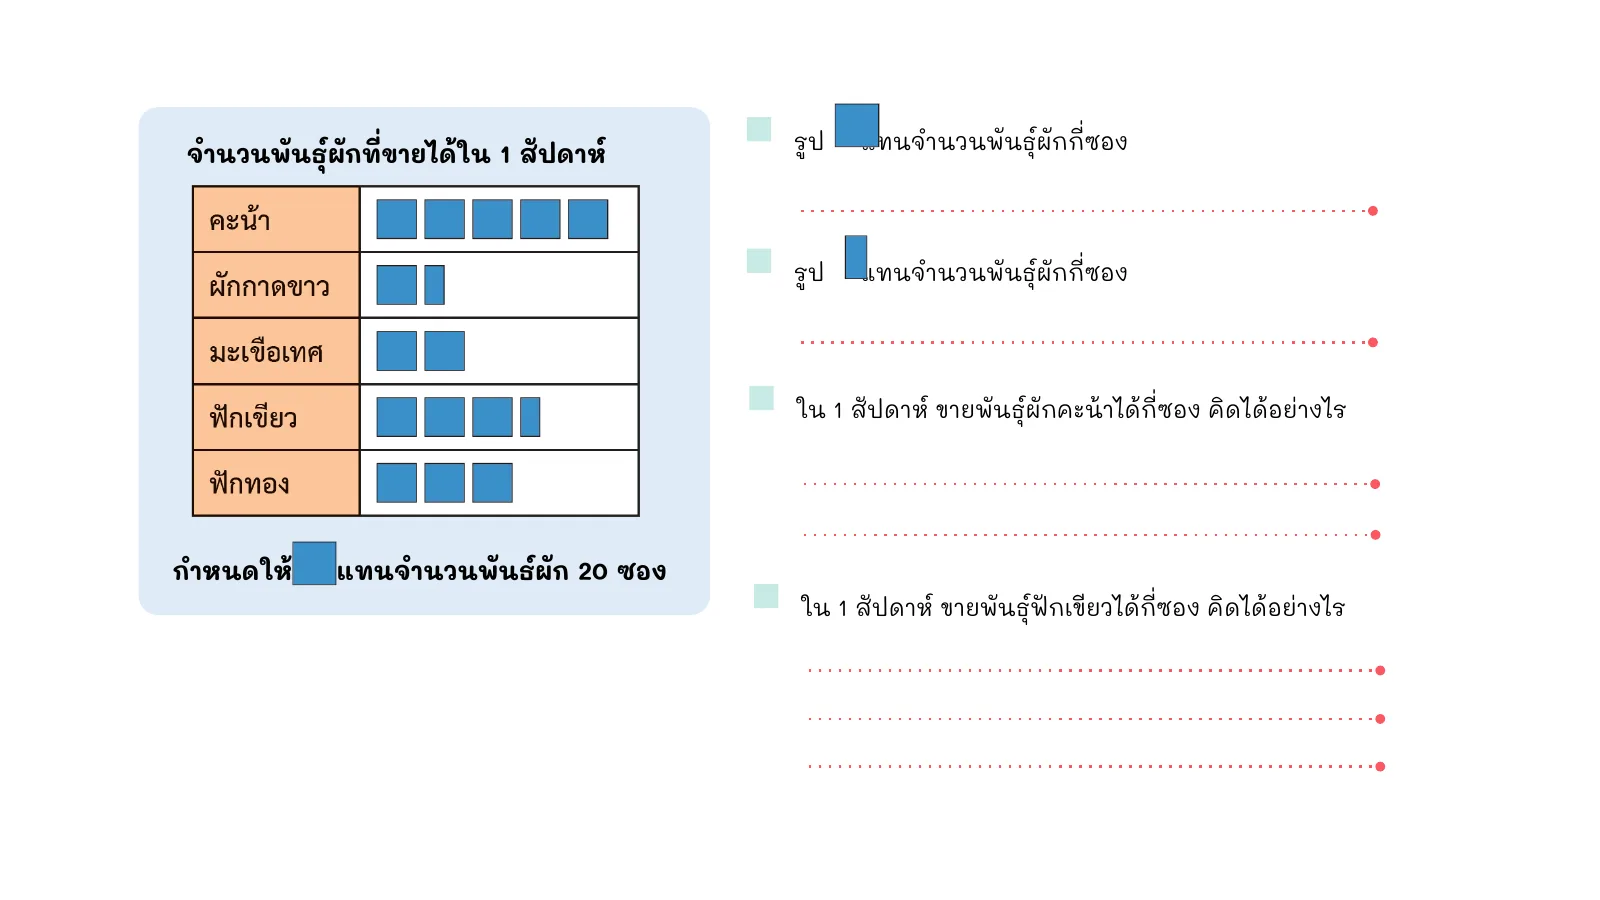 จำนวนพันธุ์ผักที่ขายได้ใน 1 สัปดาห์
คะน้า
ผักกาดขาว
มะเขือเทศ
ฟักเขียว
ฟักทอง
กำหนดให้ แทนจำนวนพันธ์ผัก 20 ซอง
รูป แทนจำนวนพันธุ์ผักกี่ซอง
รูป แทนจำนวนพันธุ์ผักกี่ซอง
ใน 1 สัปดาห์ ขายพันธุ์ผักคะน้าได้กี่ซอง คิดได้อย่างไร
ใน 1 สัปดาห์ ขายพันธุ์ฟักเขียวได้กี่ซอง คิดได้อย่างไร